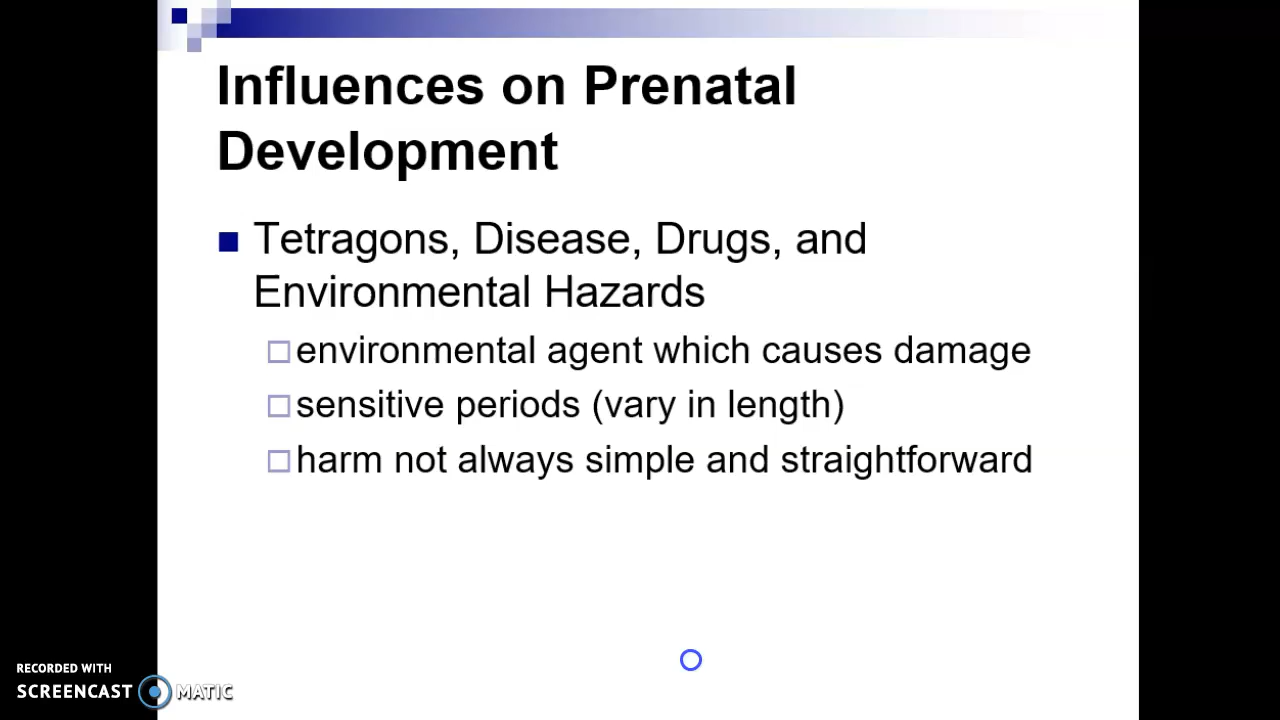 Influences on Prenatal
Development
Tetragons, Disease, Drugs, and
Environmental Hazards
environmental agent which causes damage
sensitive periods (vary in length)
harm not always simple and straightforward
RECORDED WITH
SCREENCAST MATIC